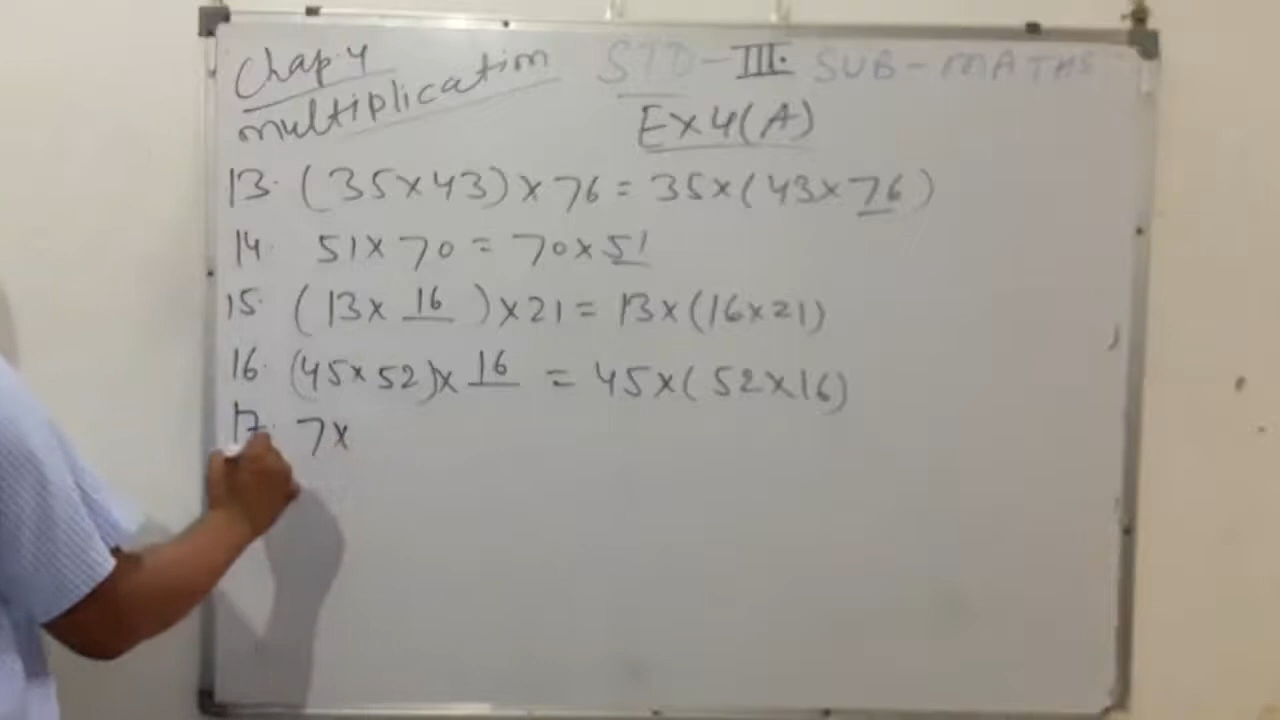 Chap 4
multiplication
STD-III. SUB-MATHS
Ex 4(A)
13. (35×43)×76=35×(43×76)
14. 51×70=70×51
15. (13×16)×21=13×(16×21)
16. (45×52)×16=45×(52×16)
17. 7×